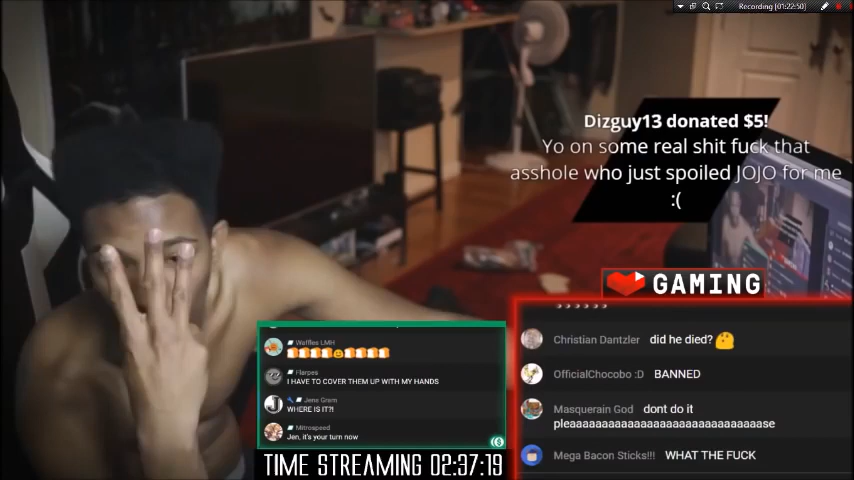 Recording [01:22:50]
Dizguy13 donated $5!
Yo on some real shit fuck that
asshole who just spoiled JOJO for me
:(
GAMING
Christian Dantzler did he died?
OfficialChocobo :D BANNED
Masquerain God dont do it
pleaaaaaaaaaaaaaaaaaaaaaaaaaaaaaaase
Mega Bacon Sticks!!! WHAT THE FUCK
Waffles LMH
Flarpes
I HAVE TO COVER THEM UP WITH MY HANDS
Jene Grem
WHERE IS IT?!
Mitrospeed
Jen, it's your turn now
TIME STREAMING 02:37:19